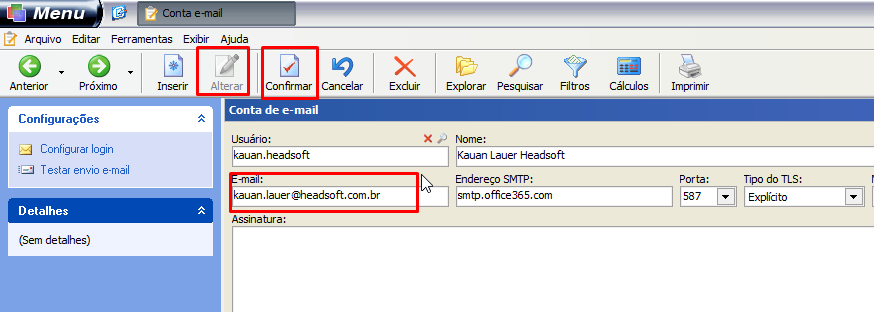 Menu
Conta e-mail
Arquivo Editar Ferramentas Exibir Ajuda
Anterior Próximo Inserir Alterar Confirmar Cancelar Excluir Explorar Pesquisar Filtros Cálculos Imprimir
Configurações
Configurar login
Testar envio e-mail
Detalhes
(Sem detalhes)
Conta de e-mail
Usuário: Nome:
kauan.headsoft Kauan Lauer Headsoft
E-mail: Endereço SMTP: Porta: Tipo do TLS:
kauan.lauer@headsoft.com.br smtp.office365.com 587 Explícito
Assinatura: